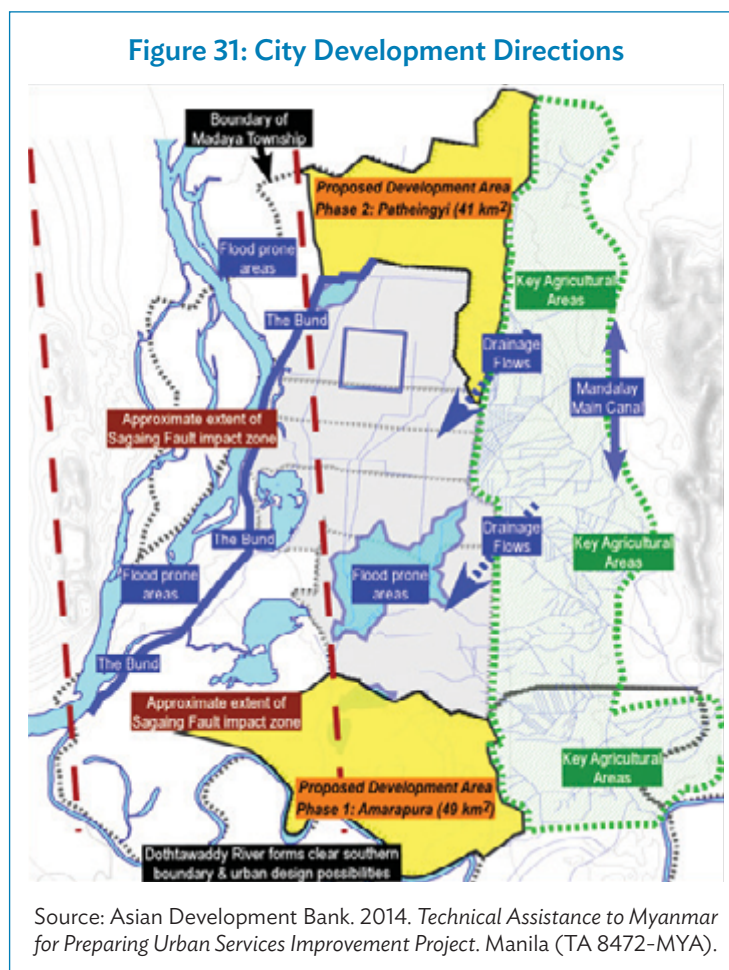 Figure 31: City Development Directions
Boundary of
Madaya Township
Proposed Development Area
Phase 2: Patheingyi (41 km²)
Flood prone
areas
Key Agricultural
Areas
The Bund
Drainage
Flows
Mandalay
Main Canal
Approximate extent of
Sagaing Fault impact zone
The Bund
Drainage
Flows
Key Agricultural
Areas
Flood prone
areas
Flood prone
areas
The Bund
Approximate extent of
Sagaing Fault impact zone
Key Agricultural
Areas
Proposed Development Area
Phase 1: Amarapura (49 km²)
Dothtawaddy River forms clear southern
boundary & urban design possibilities
Source: Asian Development Bank. 2014. Technical Assistance to Myanmar
for Preparing Urban Services Improvement Project. Manila (TA 8472-MYA).